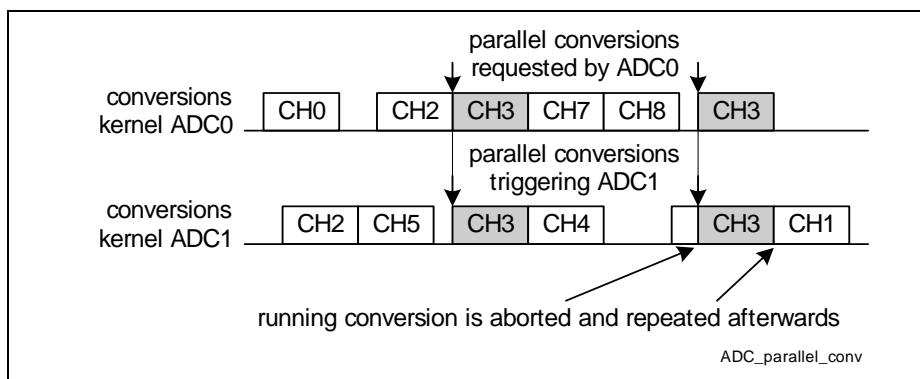 parallel conversions
requested by ADC0
conversions
kernel ADC0
CH0 CH2 CH3 CH7 CH8 CH3
parallel conversions
triggering ADC1
conversions
kernel ADC1
CH2 CH5 CH3 CH4 CH3 CH1
running conversion is aborted and repeated afterwards
ADC_parallel_conv